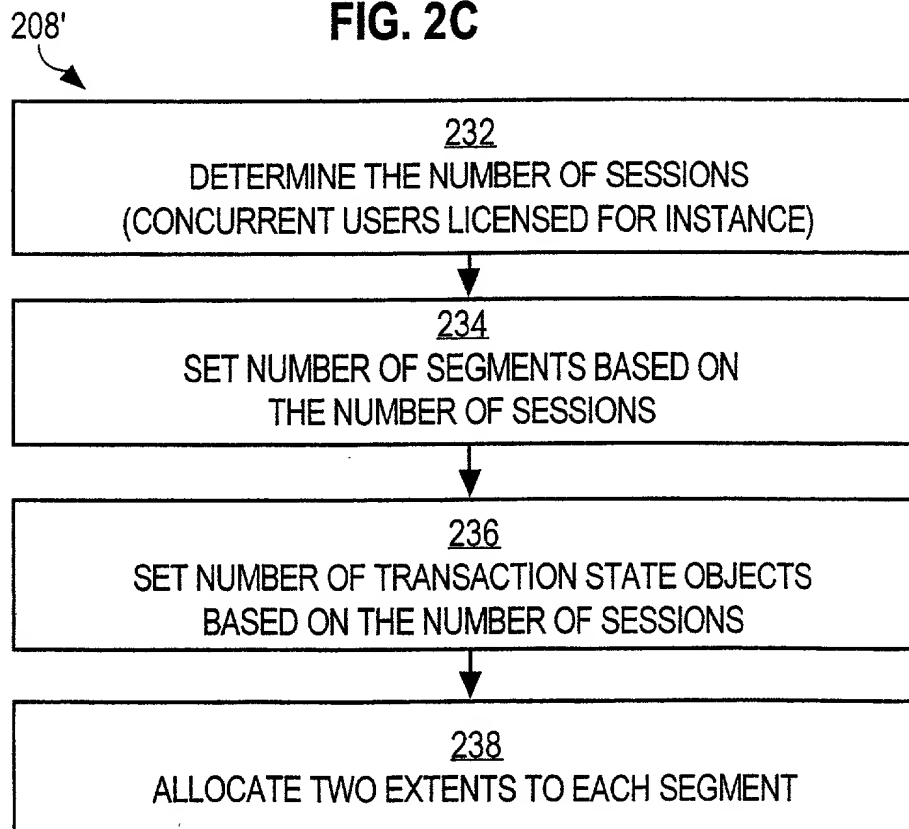 FIG. 2C
208'
232
DETERMINE THE NUMBER OF SESSIONS
(CONCURRENT USERS LICENSED FOR INSTANCE)
234
SET NUMBER OF SEGMENTS BASED ON
THE NUMBER OF SESSIONS
236
SET NUMBER OF TRANSACTION STATE OBJECTS
BASED ON THE NUMBER OF SESSIONS
238
ALLOCATE TWO EXTENTS TO EACH SEGMENT